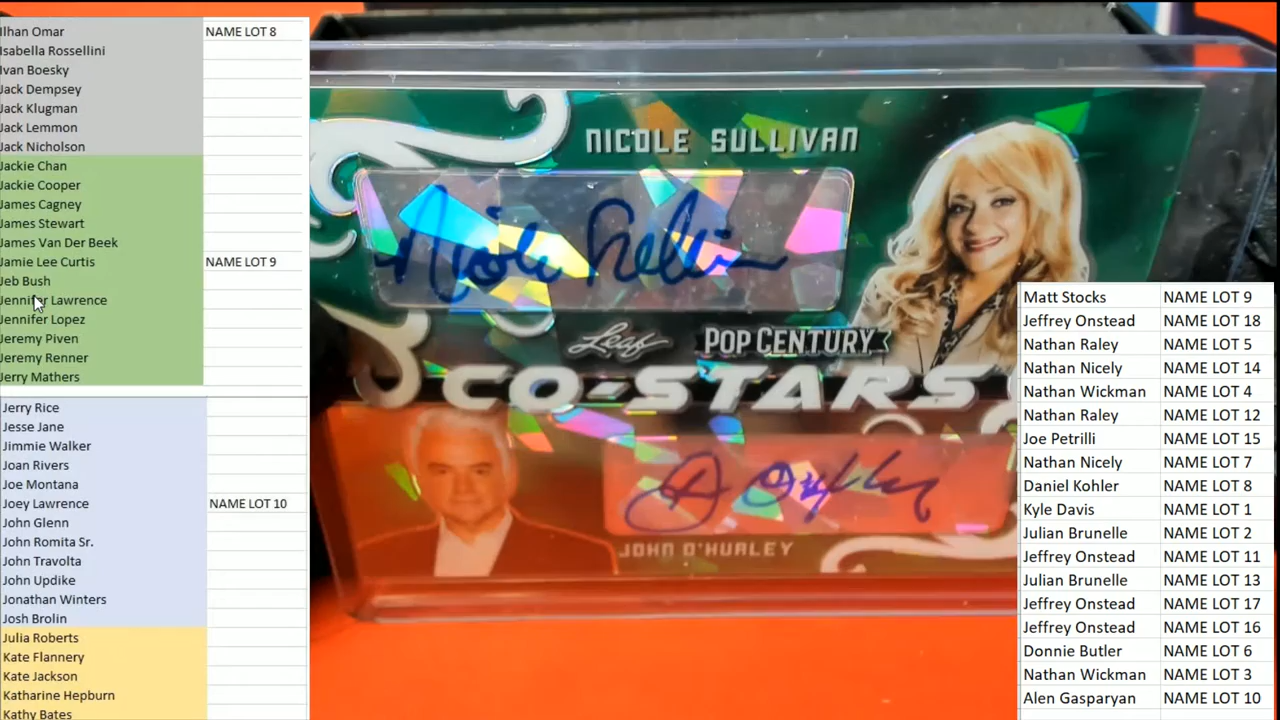 Ilhan Omar NAME LOT 8
Isabella Rossellini
Ivan Boesky
Jack Dempsey
Jack Klugman
Jack Lemmon
Jack Nicholson
Jackie Chan
Jackie Cooper
James Cagney
James Stewart
James Van Der Beek
Jamie Lee Curtis NAME LOT 9
Jeb Bush
Jennifer Lawrence
Jennifer Lopez
Jeremy Piven
Jeremy Renner
Jerry Mathers
Jerry Rice
Jesse Jane
Jimmie Walker
Joan Rivers
Joe Montana
Joey Lawrence NAME LOT 10
John Glenn
John Romita Sr.
John Travolta
John Updike
Jonathan Winters
Josh Brolin
Julia Roberts
Kate Flannery
Kate Jackson
Katharine Hepburn
Kathy Bates
NICOLE SULLIVAN
Nicole Sullivan
Leaf POP CENTURY
CO-STARS
JOHN O'HURLEY
Matt Stocks NAME LOT 9
Jeffrey Onstead NAME LOT 18
Nathan Raley NAME LOT 5
Nathan Nicely NAME LOT 14
Nathan Wickman NAME LOT 4
Nathan Raley NAME LOT 12
Joe Petrilli NAME LOT 15
Nathan Nicely NAME LOT 7
Daniel Kohler NAME LOT 8
Kyle Davis NAME LOT 1
Julian Brunelle NAME LOT 2
Jeffrey Onstead NAME LOT 11
Julian Brunelle NAME LOT 13
Jeffrey Onstead NAME LOT 17
Jeffrey Onstead NAME LOT 16
Donnie Butler NAME LOT 6
Nathan Wickman NAME LOT 3
Alen Gasparyan NAME LOT 10